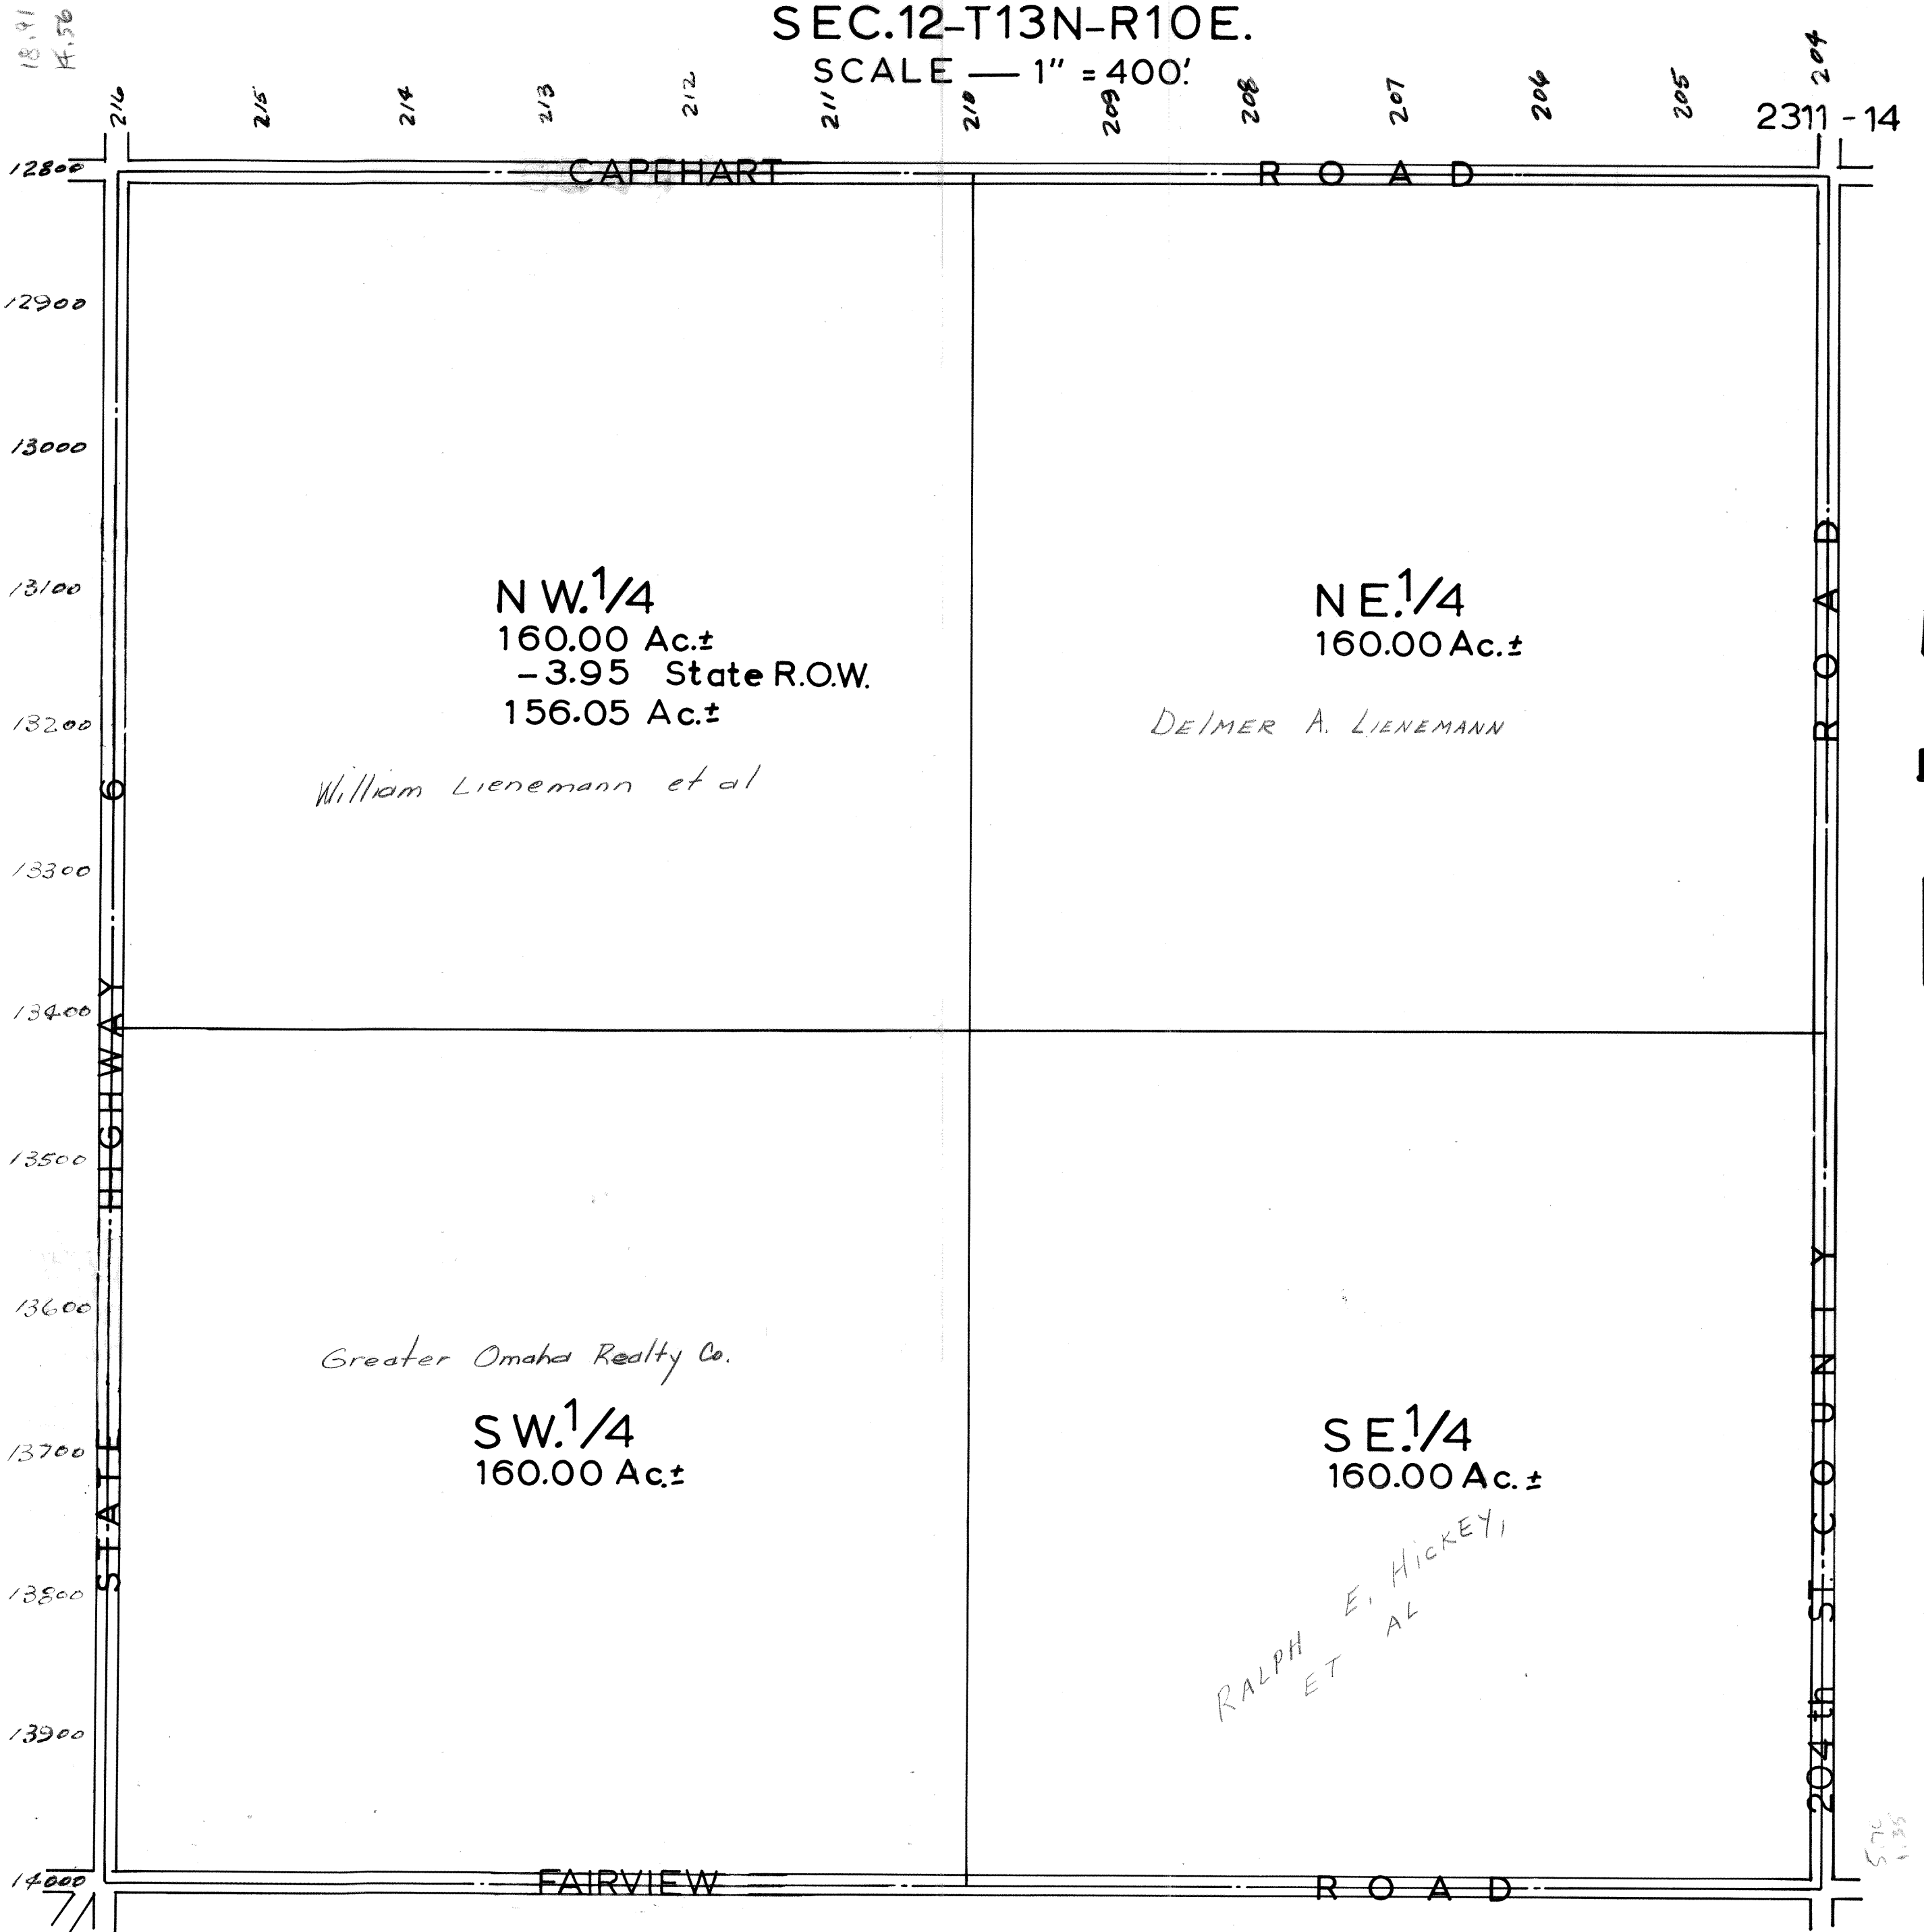 SEC.12-T13N-R10E.
SCALE — 1" = 400'.
18.91
216
215
214
213
212
211
210
209
208
207
206
205
204
2311-14
12800
CAPEHART ROAD
12900
13000
13100
13200
13300
13400
13500
13600
13700
13800
13900
14000
STATE HIGHWAY 6
NW.1/4
160.00 Ac.±
-3.95 State R.O.W.
156.05 Ac.±
William Lienemann et al
NE.1/4
160.00 Ac.±
DElMER A. LIENEMANN
Greater Omaha Realty Co.
SW.1/4
160.00 Ac.±
SE.1/4
160.00 Ac.±
RALPH E. HicKEY,
ET AL
204th ST. COUNTY ROAD
FAIRVIEW ROAD